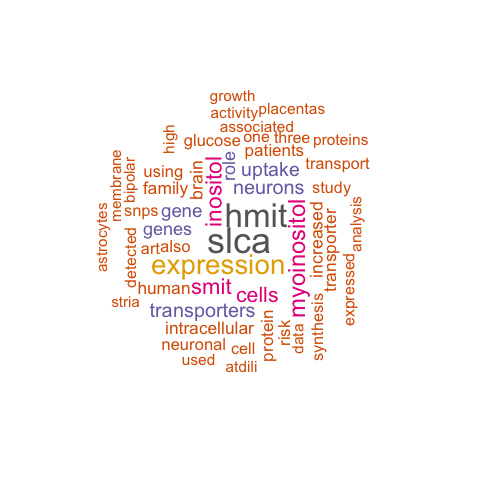 growth
activity placentas
associated
high glucose one three proteins
patients
membrane bipolar using brain inositol role uptake transport
family neurons study
astrocytes snps gene hmit myoinositol increased transporter expressed analysis
genes slca
detected art also
expression
human smit cells
stria transporters
intracellular protein risk data synthesis
neuronal cell
used atdili